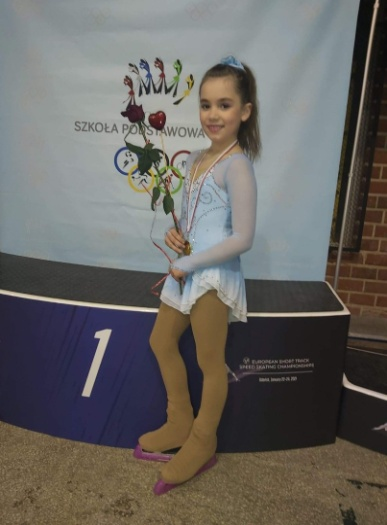 SZKOŁA PODSTAWOWA
1
EUROPEAN SHORT TRACK
SPEED SKATING CHAMPIONSHIPS